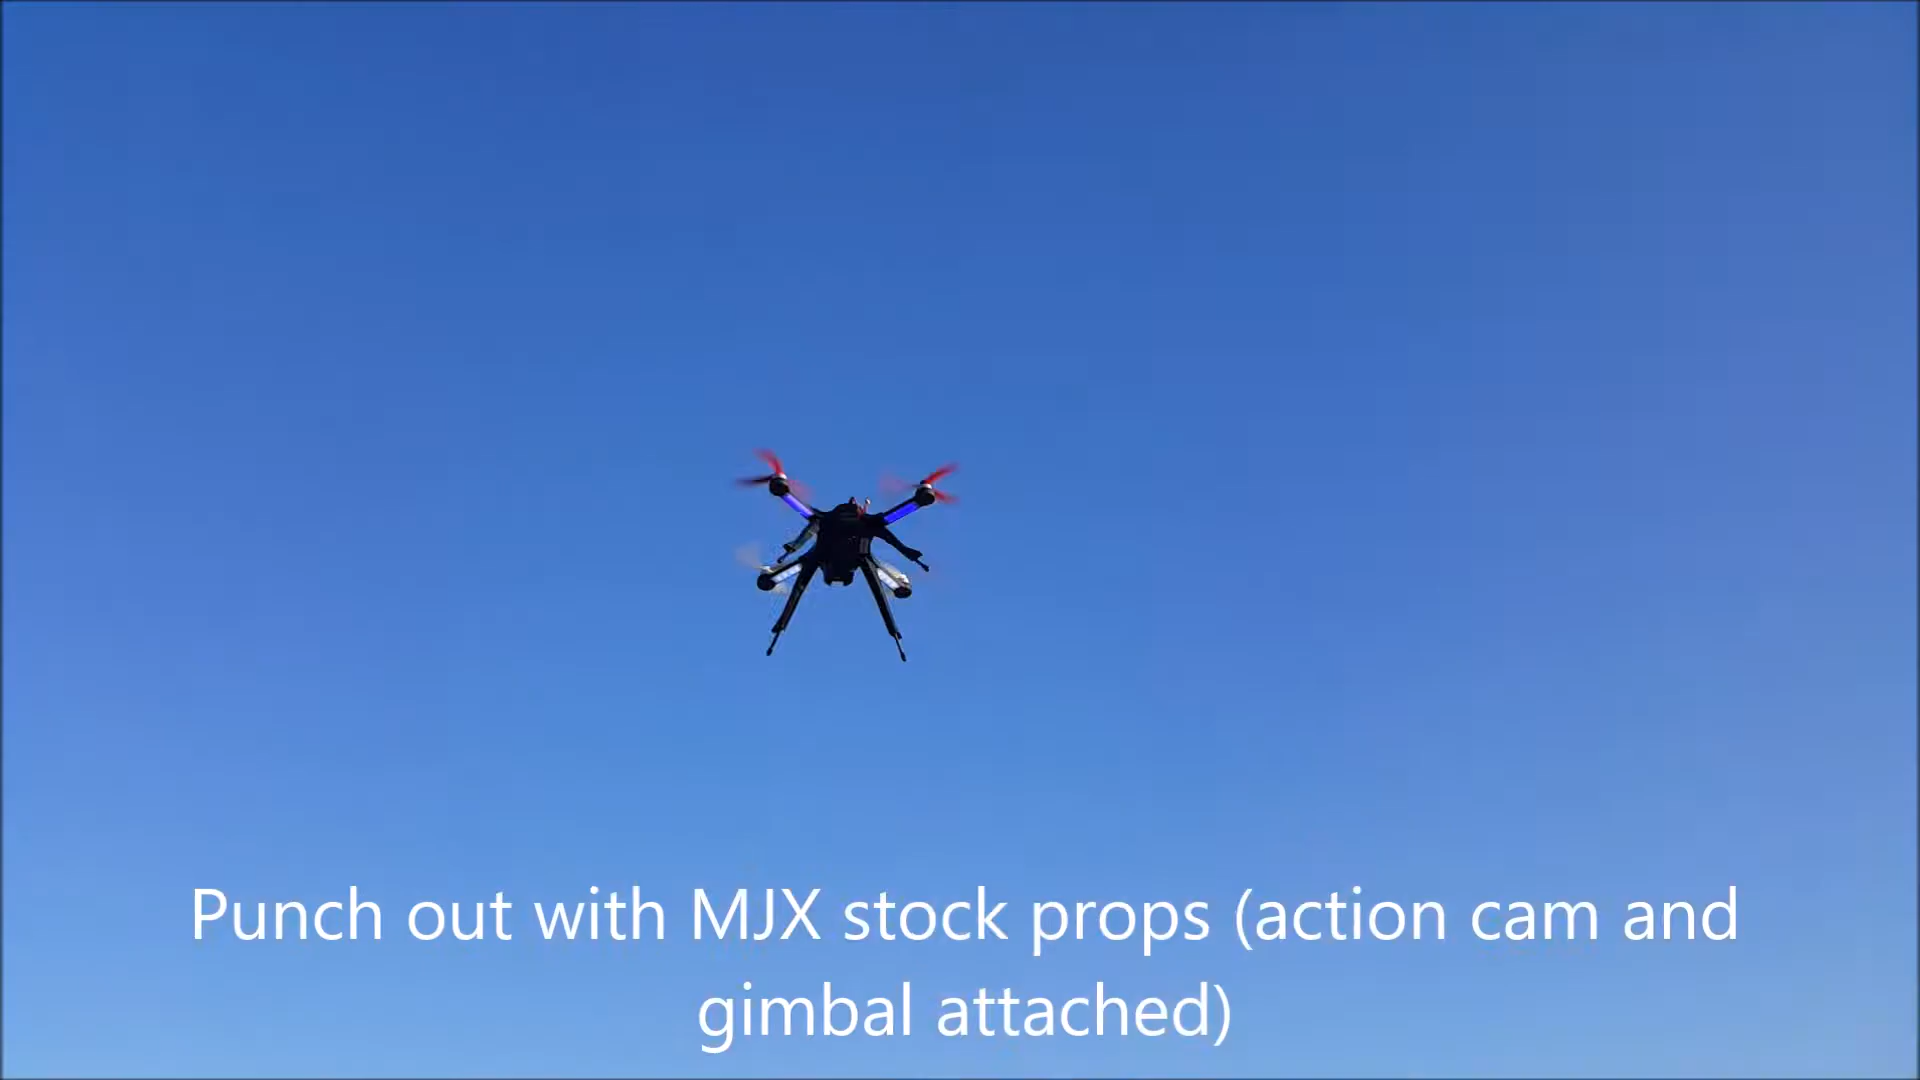 Punch out with MJX stock props (action cam and
gimbal attached)